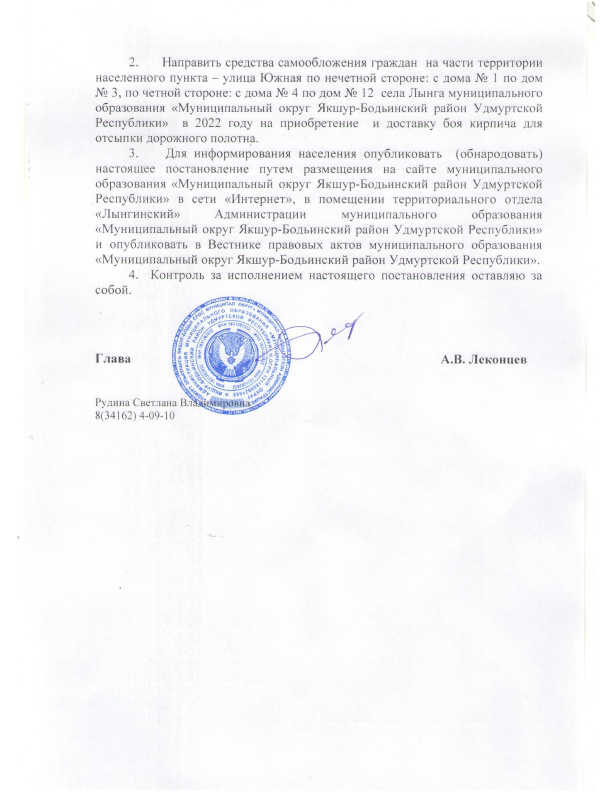 2. Направить средства самообложения граждан на части территории
населенного пункта – улица Южная по нечетной стороне: с дома № 1 по дом
№ 3, по четной стороне: с дома № 4 по дом № 12 села Лынга муниципального
образования «Муниципальный округ Якшур-Бодьинский район Удмуртской
Республики» в 2022 году на приобретение и доставку боя кирпича для
отсыпки дорожного полотна.
3. Для информирования населения опубликовать (обнародовать)
настоящее постановление путем размещения на сайте муниципального
образования «Муниципальный округ Якшур-Бодьинский район Удмуртской
Республики» в сети «Интернет», в помещении территориального отдела
«Лынгинский» Администрации муниципального образования
«Муниципальный округ Якшур-Бодьинский район Удмуртской Республики»
и опубликовать в Вестнике правовых актов муниципального образования
«Муниципальный округ Якшур-Бодьинский район Удмуртской Республики».
4. Контроль за исполнением настоящего постановления оставляю за
собой.
Глава А.В. Леконцев
Рудина Светлана Владимировна
8(34162) 4-09-10